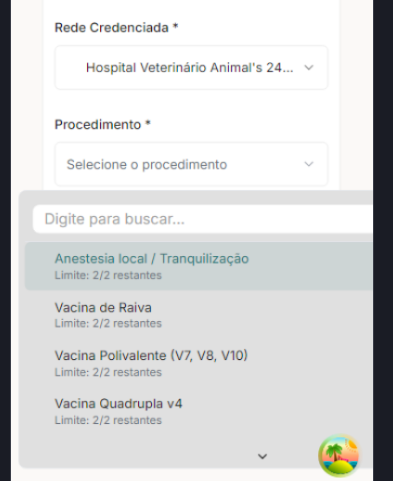 Rede Credenciada *
Hospital Veterinário Animal's 24...
Procedimento *
Selecione o procedimento
Digite para buscar...
Anestesia local / Tranquilização
Limite: 2/2 restantes
Vacina de Raiva
Limite: 2/2 restantes
Vacina Polivalente (V7, V8, V10)
Limite: 2/2 restantes
Vacina Quadrupla v4
Limite: 2/2 restantes